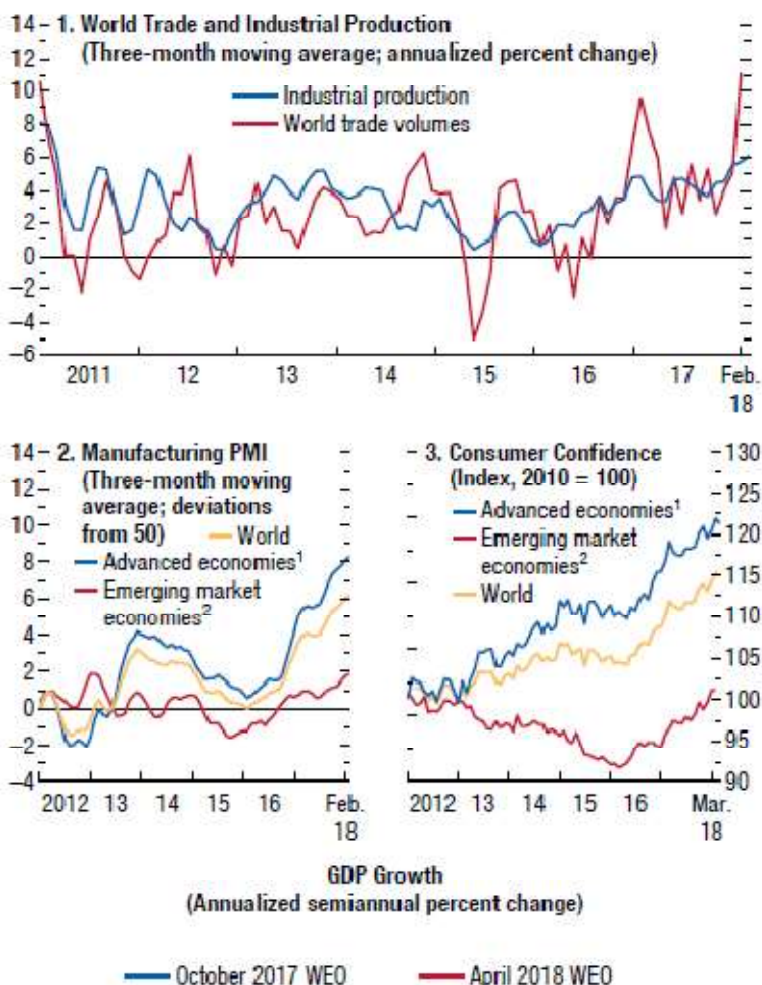 1. World Trade and Industrial Production
(Three-month moving average; annualized percent change)
Industrial production
World trade volumes
14
12
10
8
6
4
2
0
–2
–4
–6
2011 12 13 14 15 16 17 Feb.
18
2. Manufacturing PMI
(Three-month moving
average; deviations
from 50)
World
Advanced economies¹
Emerging market
economies²
14
12
10
8
6
4
2
0
–2
–4
2012 13 14 15 16 Feb.
18
3. Consumer Confidence
(Index, 2010 = 100)
Advanced economies¹
Emerging market
economies²
World
130
125
120
115
110
105
100
95
90
2012 13 14 15 16 Mar.
18
GDP Growth
(Annualized semiannual percent change)
October 2017 WEO April 2018 WEO